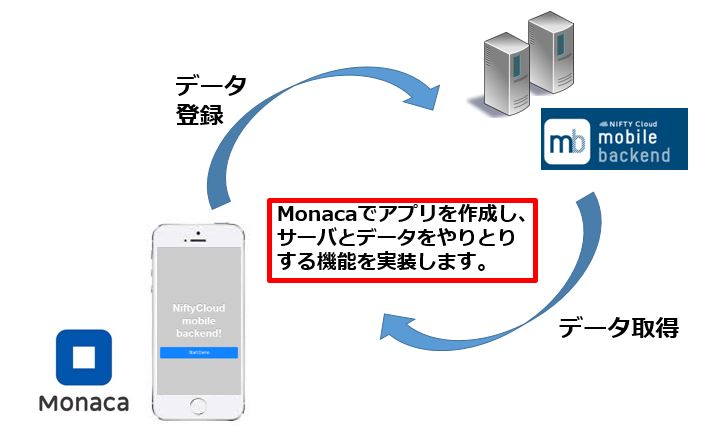 データ
登録
NIFTY Cloud
mb
mobile
backend
Monacaでアプリを作成し、
サーバとデータをやりとり
する機能を実装します。
NiftyCloud
mobile
backend!
Start Demo
データ取得
Monaca